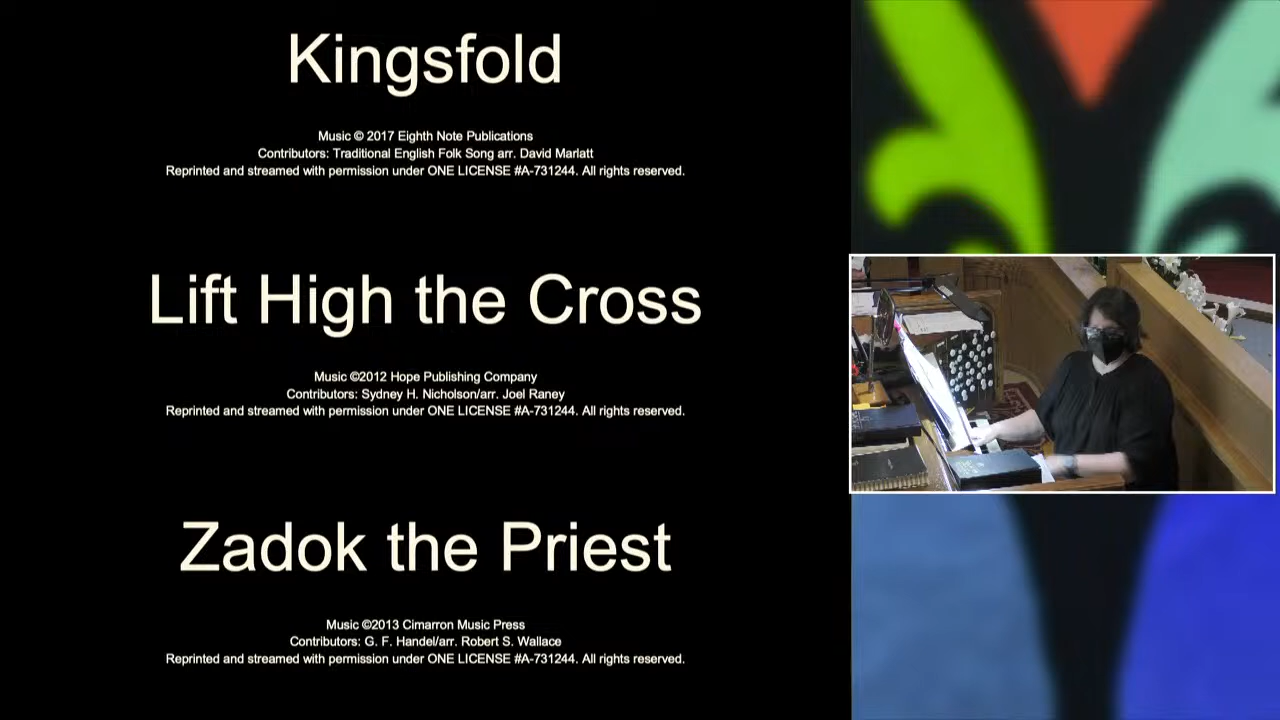 Kingsfold
Music © 2017 Eighth Note Publications
Contributors: Traditional English Folk Song arr. David Marlatt
Reprinted and streamed with permission under ONE LICENSE #A-731244. All rights reserved.
Lift High the Cross
Music ©2012 Hope Publishing Company
Contributors: Sydney H. Nicholson/arr. Joel Raney
Reprinted and streamed with permission under ONE LICENSE #A-731244. All rights reserved.
Zadok the Priest
Music ©2013 Cimarron Music Press
Contributors: G. F. Handel/arr. Robert S. Wallace
Reprinted and streamed with permission under ONE LICENSE #A-731244. All rights reserved.